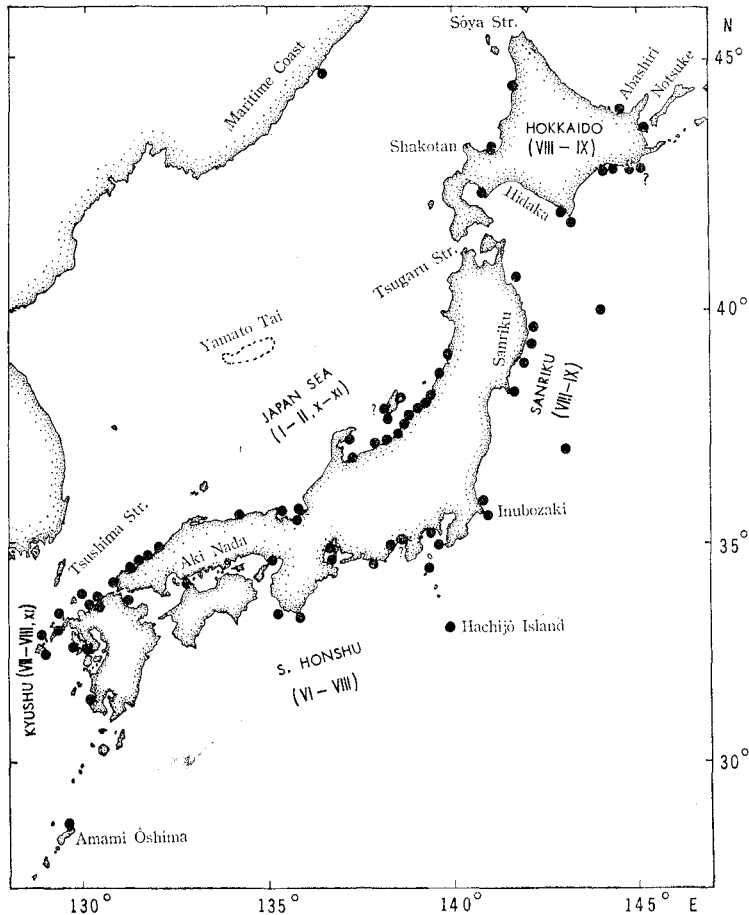 Sôya Str.
N
45°
Maritime Coast
Abashiri
Notsuke
HOKKAIDO
(VIII – IX)
Shakotan
?
Hidaka
Tsugaru Str.
40°
Yamato Tai
Sanriku
SANRIKU
(VIII–IX)
JAPAN SEA
(I – II, X – XI)
?
Inubozaki
Tsushima Str.
Aki Nada
35°
?
Hachijô Island
S. HONSHU
(VI – VIII)
KYUSHU (VII–VIII, XI)
30°
Amami Ôshima
130° 135° 140° 145° E